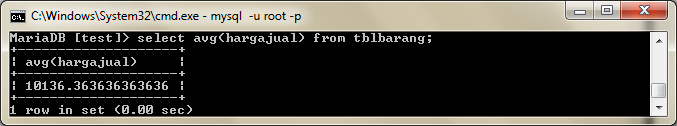 C:\Windows\System32\cmd.exe - mysql  -u root -p
MariaDB [test]> select avg(hargajual) from tblbarang;
+--------------------+
| avg(hargajual)     |
+--------------------+
| 10136.363636363636 |
+--------------------+
1 row in set (0.00 sec)